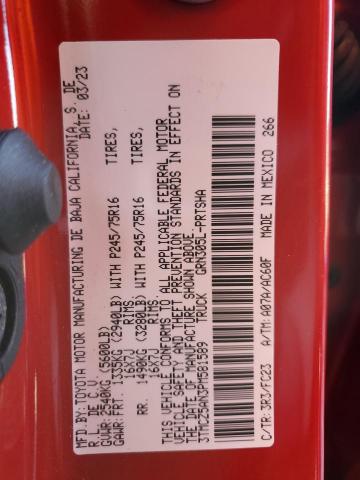 MFD.BY: TOYOTA MOTOR MANUFACTURING DE BAJA CALIFORNIA, S. DE
R.L. DE C.V. DATE: 03/23
GVWR: 2540KG (5600LB)
GAWR: FRT. 1335KG (2940LB) WITH P245/75R16 TIRES,
16X7J RIMS
RR. 1490KG (3280LB) WITH P245/75R16 TIRES,
16X7J RIMS
THIS VEHICLE CONFORMS TO ALL APPLICABLE FEDERAL MOTOR
VEHICLE SAFETY AND THEFT PREVENTION STANDARDS IN EFFECT ON
THE DATE OF MANUFACTURE SHOWN ABOVE.
3TMCZ5AN3PM581589 TRUCK GRN305L-PRTSHA
C/TR: 3R3/FC23 A/TM: A07A/AC60F MADE IN MEXICO 266